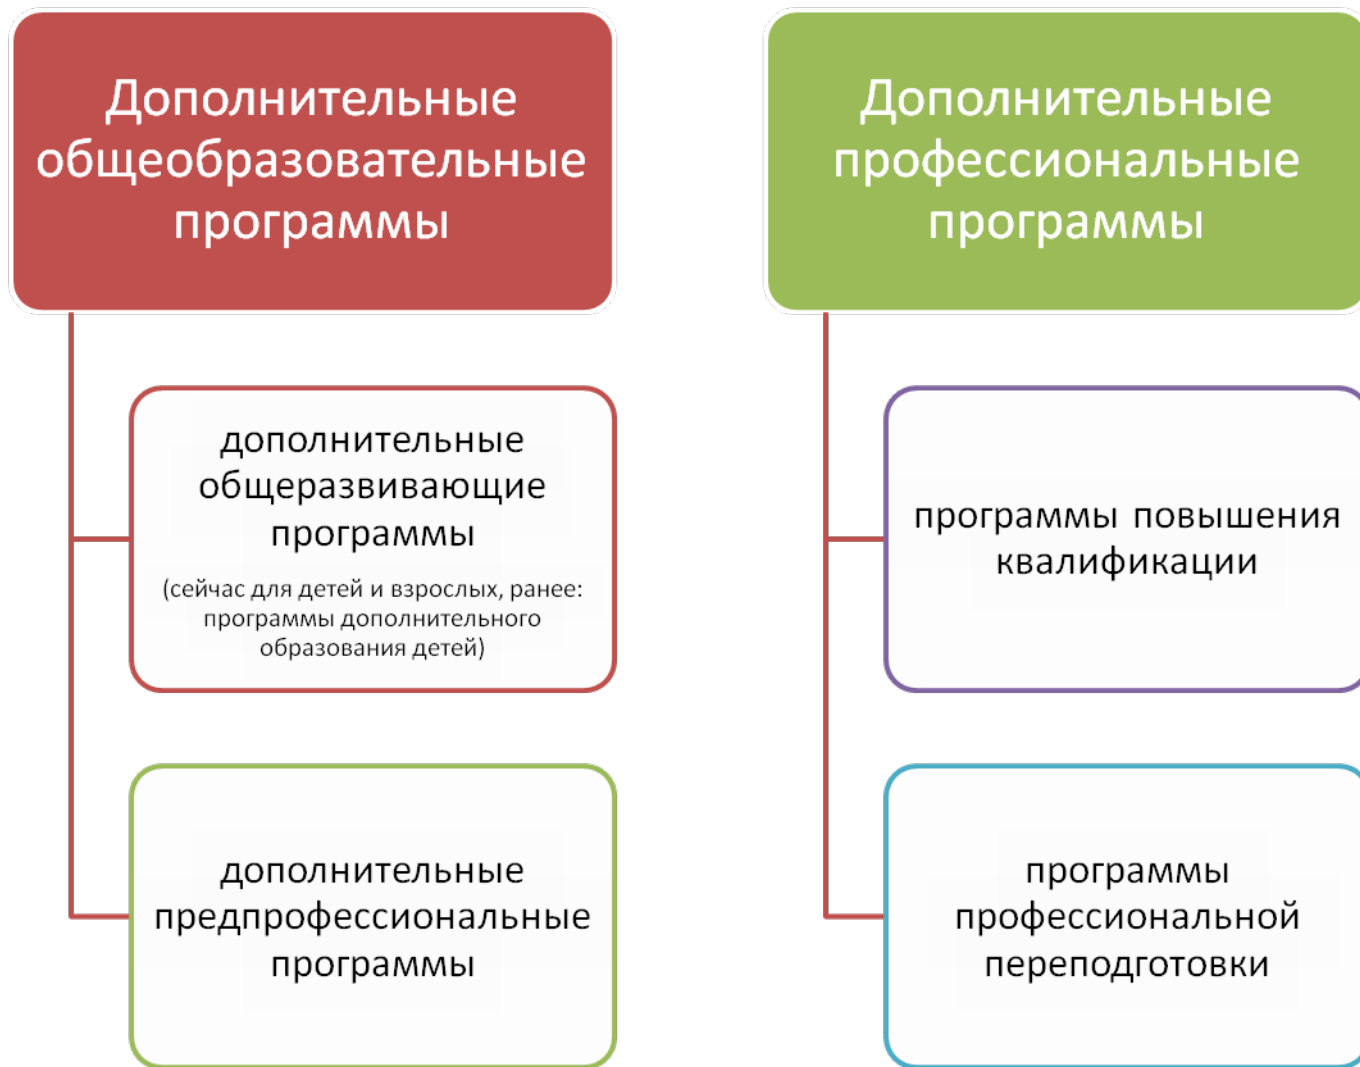 Дополнительные
общеобразовательные
программы
дополнительные
общеразвивающие
программы
(сейчас для детей и взрослых, ранее:
программы дополнительного
образования детей)
дополнительные
предпрофессиональные
программы
Дополнительные
профессиональные
программы
программы повышения
квалификации
программы
профессиональной
переподготовки